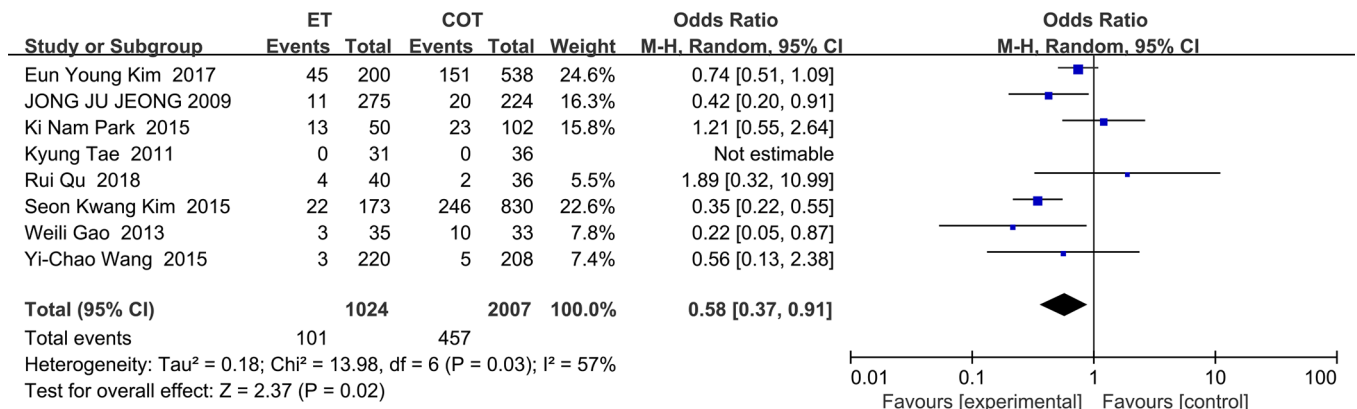 ET COT Odds Ratio Odds Ratio
Study or Subgroup Events Total Events Total Weight M-H, Random, 95% CI M-H, Random, 95% CI
Eun Young Kim 2017 45 200 151 538 24.6% 0.74 [0.51, 1.09]
JONG JU JEONG 2009 11 275 20 224 16.3% 0.42 [0.20, 0.91]
Ki Nam Park 2015 13 50 23 102 15.8% 1.21 [0.55, 2.64]
Kyung Tae 2011 0 31 0 36 Not estimable
Rui Qu 2018 4 40 2 36 5.5% 1.89 [0.32, 10.99]
Seon Kwang Kim 2015 22 173 246 830 22.6% 0.35 [0.22, 0.55]
Weili Gao 2013 3 35 10 33 7.8% 0.22 [0.05, 0.87]
Yi-Chao Wang 2015 3 220 5 208 7.4% 0.56 [0.13, 2.38]
Total (95% CI) 1024 2007 100.0% 0.58 [0.37, 0.91]
Total events 101 457
Heterogeneity: Tau² = 0.18; Chi² = 13.98, df = 6 (P = 0.03); I² = 57%
Test for overall effect: Z = 2.37 (P = 0.02)
0.01 0.1 1 10 100
Favours [experimental] Favours [control]